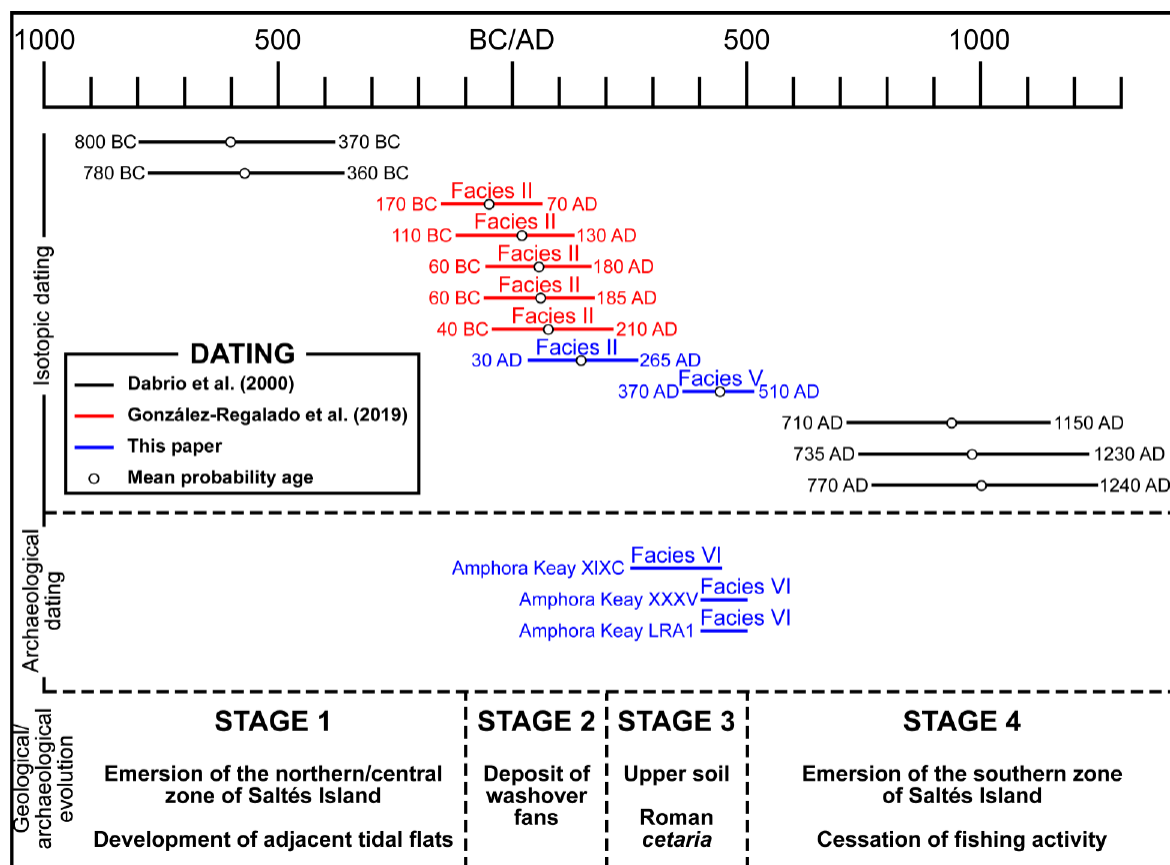 1000 500 BC/AD 500 1000
Isotopic dating
800 BC 370 BC
780 BC 360 BC
Facies II
170 BC 70 AD
Facies II
110 BC 130 AD
Facies II
60 BC 180 AD
Facies II
60 BC 185 AD
Facies II
40 BC 210 AD
Facies II
30 AD 265 AD
Facies V
370 AD 510 AD
710 AD 1150 AD
735 AD 1230 AD
770 AD 1240 AD
DATING
Dabrio et al. (2000)
González-Regalado et al. (2019)
This paper
Mean probability age
Archaeological
dating
Facies VI
Amphora Keay XIXC
Facies VI
Amphora Keay XXXV
Facies VI
Amphora Keay LRA1
Geological/
archaeological
evolution
STAGE 1
Emersion of the northern/central
zone of Saltés Island
Development of adjacent tidal flats
STAGE 2
Deposit of
washover
fans
STAGE 3
Upper soil
Roman
cetaria
STAGE 4
Emersion of the southern zone
of Saltés Island
Cessation of fishing activity